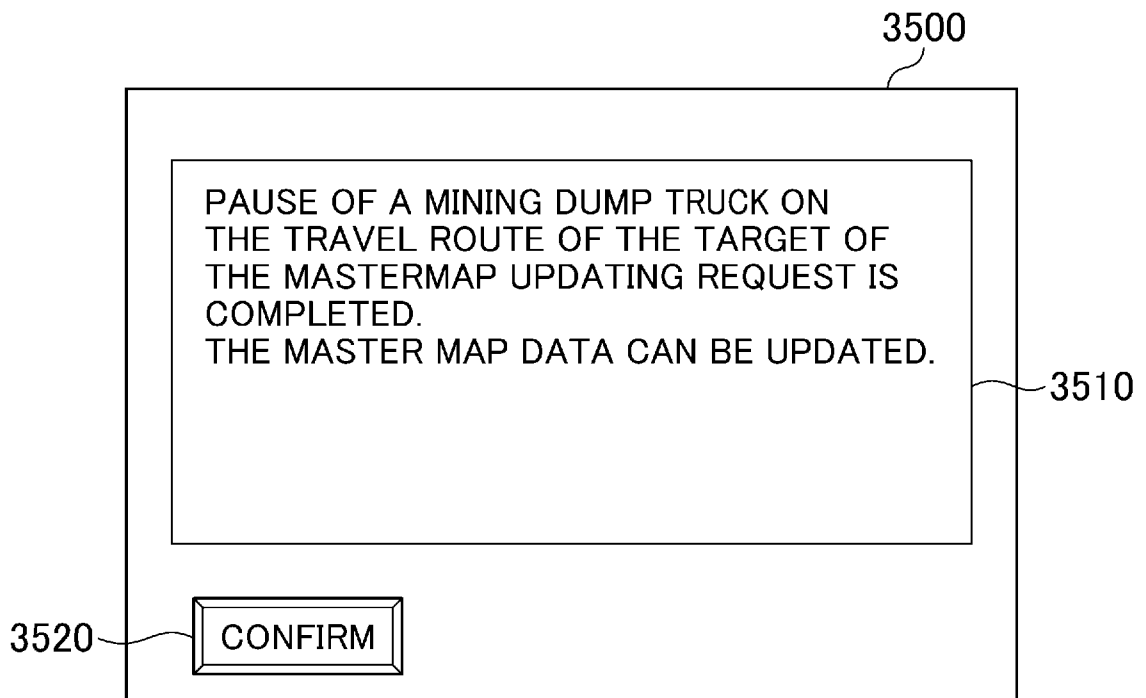 3500
PAUSE OF A MINING DUMP TRUCK ON
THE TRAVEL ROUTE OF THE TARGET OF
THE MASTERMAP UPDATING REQUEST IS
COMPLETED.
THE MASTER MAP DATA CAN BE UPDATED.
3510
3520
CONFIRM